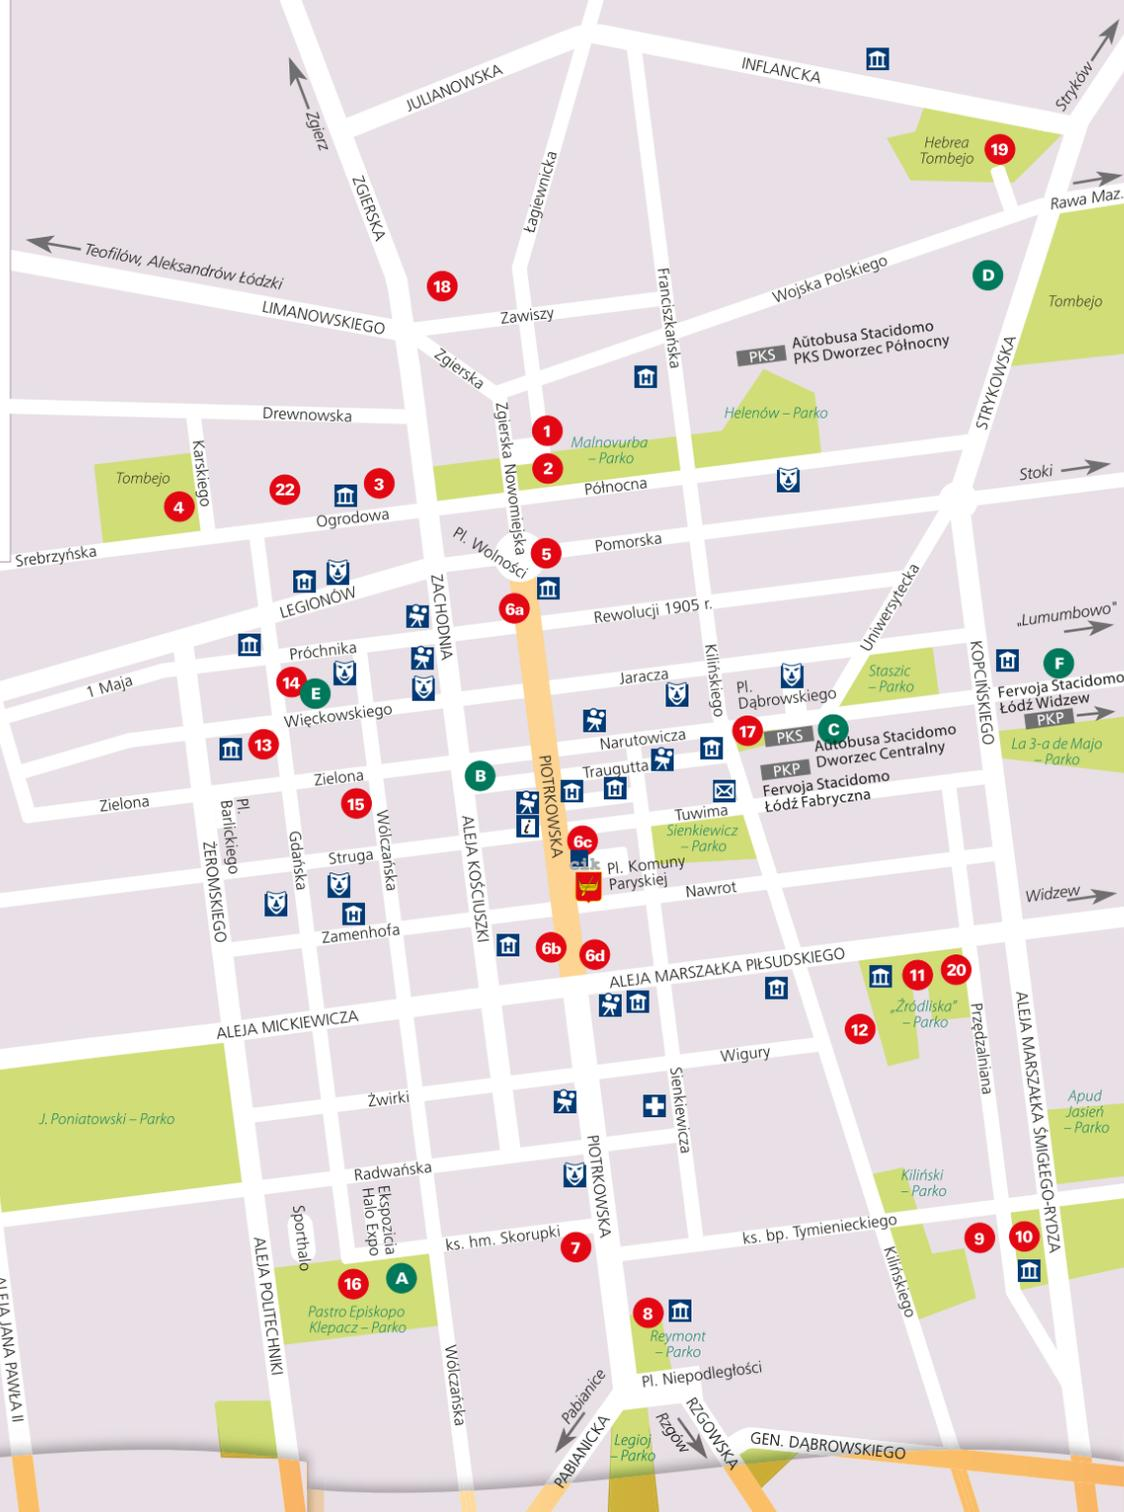 INFLANCKA
JULIANOWSKA
Stryków
Zgierz
Hebrea
Tombejo
19
Rawa Maz.
ZGIERSKA
Łagiewnicka
Teofilów, Aleksandrów Łódzki
Wojska Polskiego
D
18
Franciszkańska
Tombejo
LIMANOWSKIEGO
Zawiszy
Zgierska
PKS
Aŭtobusa Stacidomo
PKS Dworzec Północny
STRYKOWSKA
Drewnowska
Zgierska
Helenów – Parko
1
Malnovurba
– Parko
2
Karskiego
Tombejo
4
22
3
Północna
Stoki
Nowomiejska
Ogrodowa
Srebrzyńska
Pl. Wolności
5
Pomorska
LEGIONÓW
ZACHODNIA
6a
Rewolucji 1905 r.
Uniwersytecka
„Lumumbowo"
Próchnika
Kilińskiego
KOPCIŃSKIEGO
1 Maja
14
E
Jaracza
Pl.
Dąbrowskiego
Staszic
– Parko
F
Fervoja Stacidomo
Łódź Widzew
PKP
Więckowskiego
13
Narutowicza
17
PKS
C
Aŭtobusa Stacidomo
Dworzec Centralny
La 3-a de Majo
– Parko
Zielona
B
PIOTRKOWSKA
Traugutta
PKP
Fervoja Stacidomo
Łódź Fabryczna
Zielona
15
i
Pl.
Barlickiego
Wólczańska
ALEJA KOŚCIUSZKI
Tuwima
Sienkiewicz
– Parko
6c
cik
Pl. Komuny
Paryskiej
ŻEROMSKIEGO
Gdańska
Struga
Nawrot
Widzew
Zamenhofa
6b
6d
ALEJA MARSZAŁKA PIŁSUDSKIEGO
11
20
„Źródliska"
– Parko
12
ALEJA MICKIEWICZA
Przędzalniana
ALEJA MARSZAŁKA ŚMIGŁEGO-RYDZA
Wigury
Sienkiewicza
Żwirki
J. Poniatowski – Parko
Apud
Jasień
– Parko
Radwańska
PIOTRKOWSKA
Kiliński
– Parko
Sporthalo
Ekspozicia
Halo Expo
ks. hm. Skorupki
7
ks. bp. Tymienieckiego
9
10
ALEJA POLITECHNIKI
16
A
Pastro Episkopo
Klepacz – Parko
Kilińskiego
8
Reymont
– Parko
ALEJA JANA PAWŁA II
Wólczańska
Pl. Niepodległości
Pabianice
PABIANICKA
Legioj
– Parko
Rzgów
RZGOWSKA
GEN. DĄBROWSKIEGO